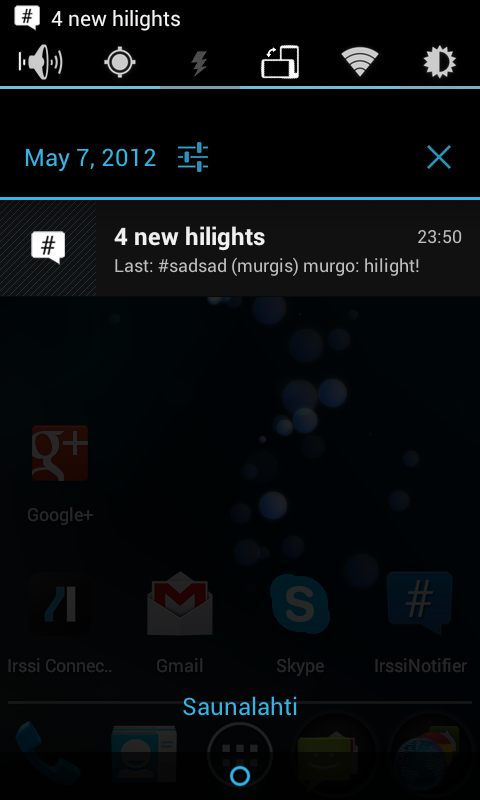 # 4 new hilights
May 7, 2012
# 4 new hilights 23:50
Last: #sadsad (murgis) murgo: hilight!
g+
Google+
Irssi Connec.. Gmail Skype IrssiNotifier
Saunalahti